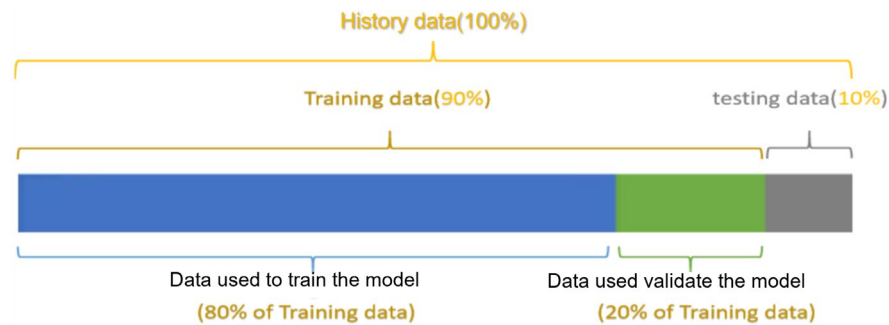 History data(100%)
Training data(90%)
testing data(10%)
Data used to train the model
Data used validate the model
(80% of Training data)
(20% of Training data)